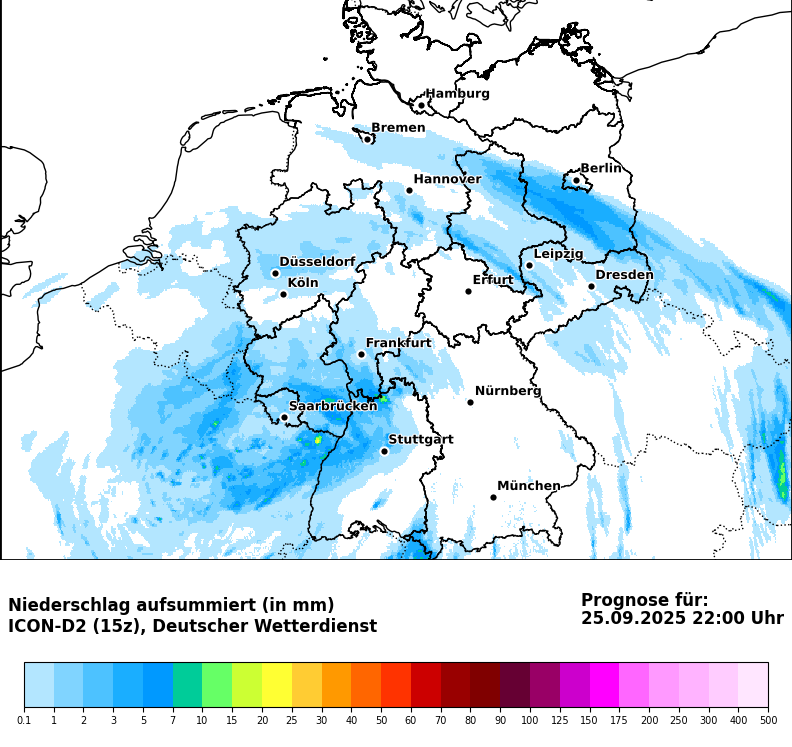 Hamburg
Bremen
Berlin
Hannover
Leipzig
Düsseldorf
Dresden
Köln
Erfurt
Frankfurt
Nürnberg
Saarbrücken
Stuttgart
München
Niederschlag aufsummiert (in mm)
ICON-D2 (15z), Deutscher Wetterdienst
Prognose für:
25.09.2025 22:00 Uhr
0.1 1 2 3 5 7 10 15 20 25 30 40 50 60 70 80 90 100 125 150 175 200 250 300 400 500